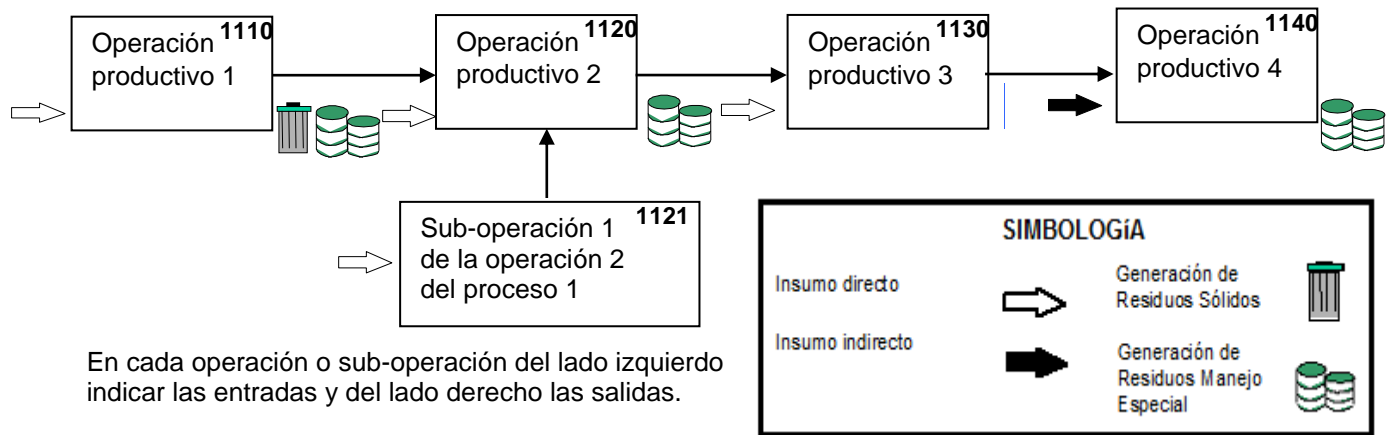 Operación 1110
productivo 1
Operación 1120
productivo 2
Operación 1130
productivo 3
Operación 1140
productivo 4
Sub-operación 1 1121
de la operación 2
del proceso 1
SIMBOLOGíA
Insumo directo
Generación de
Residuos Sólidos
Insumo indirecto
Generación de
Residuos Manejo
Especial
En cada operación o sub-operación del lado izquierdo
indicar las entradas y del lado derecho las salidas.